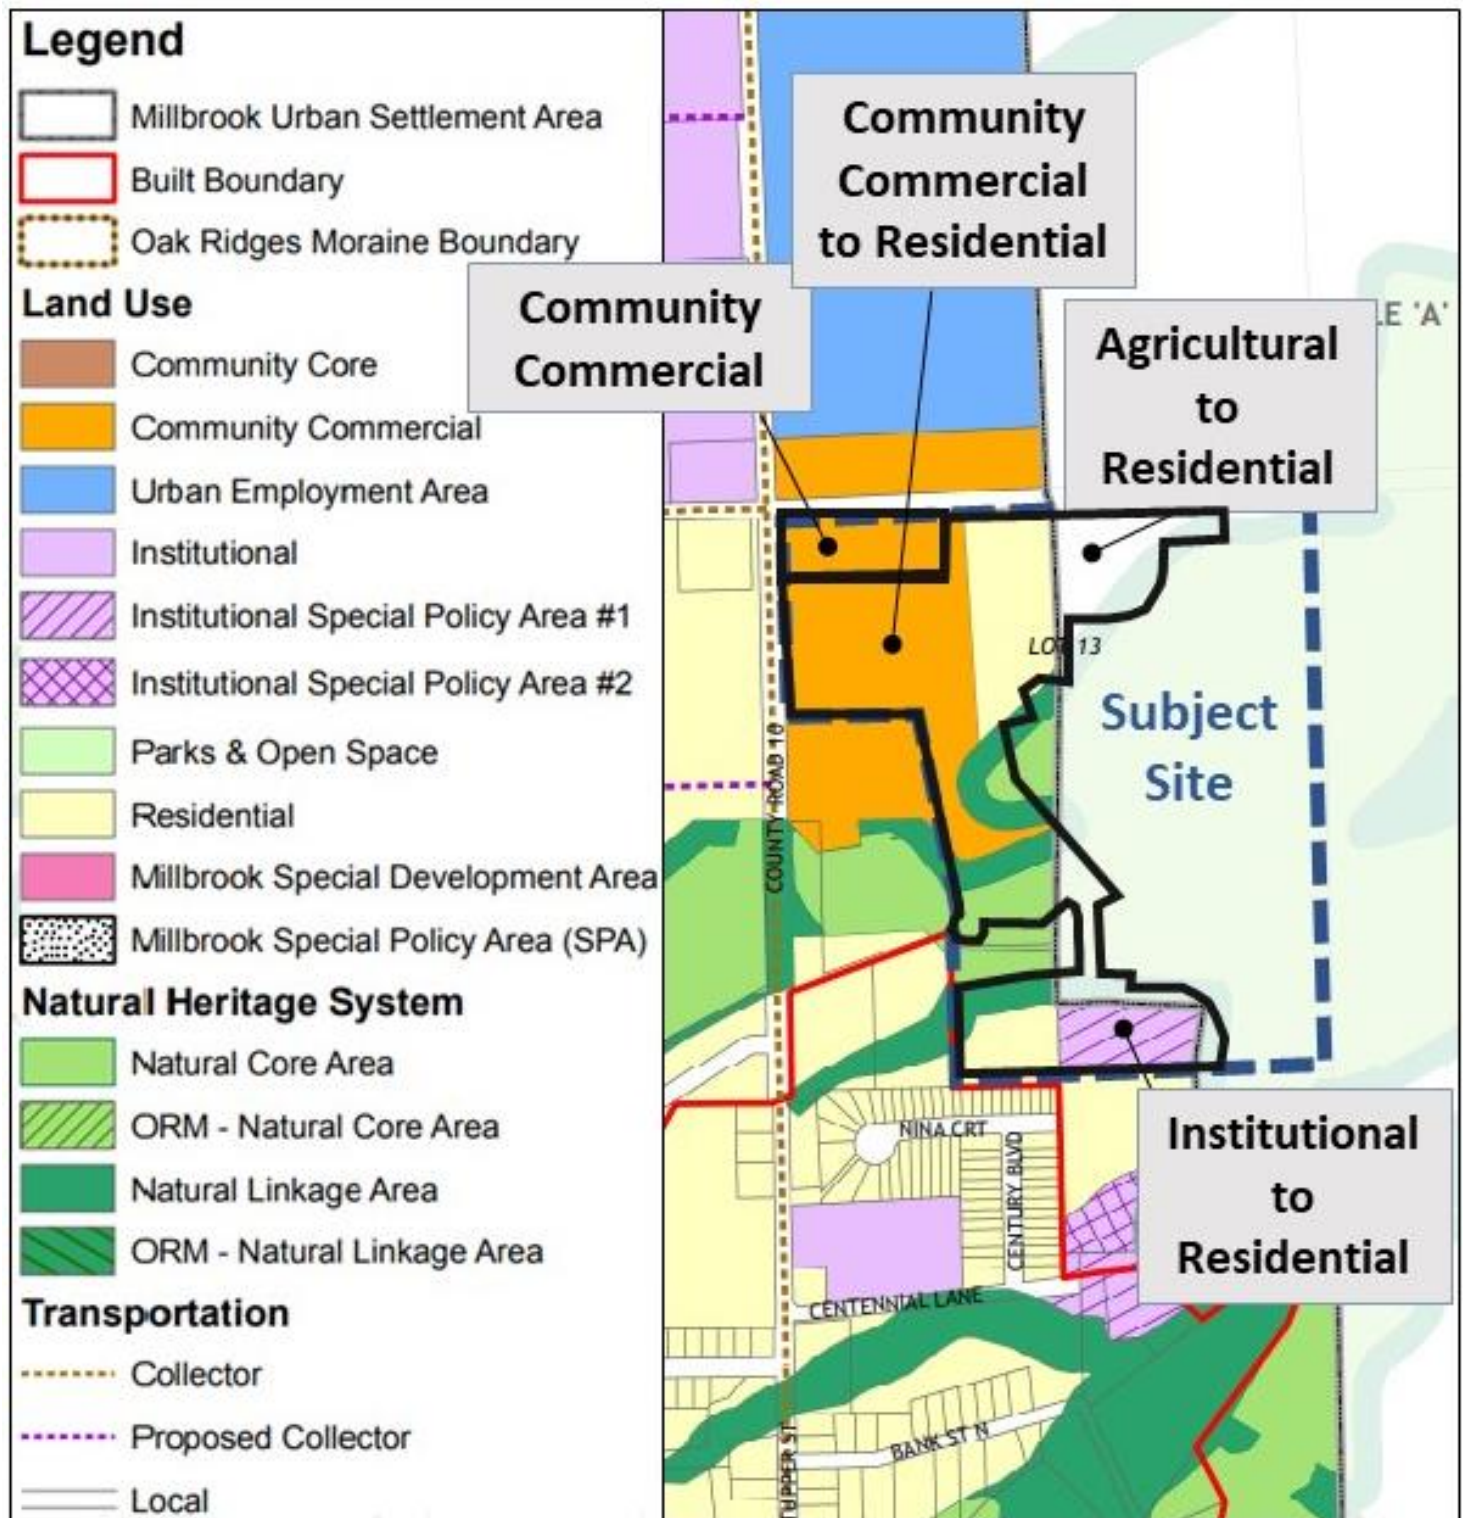 Legend
Millbrook Urban Settlement Area
Built Boundary
Oak Ridges Moraine Boundary
Land Use
Community Core
Community Commercial
Urban Employment Area
Institutional
Institutional Special Policy Area #1
Institutional Special Policy Area #2
Parks & Open Space
Residential
Millbrook Special Development Area
Millbrook Special Policy Area (SPA)
Natural Heritage System
Natural Core Area
ORM - Natural Core Area
Natural Linkage Area
ORM - Natural Linkage Area
Transportation
Collector
Proposed Collector
Local
Community
Commercial
to Residential
Community
Commercial
Agricultural
to
Residential
LE 'A'
LOT 13
Subject
Site
COUNTY ROAD 10
Institutional
to
Residential
NINA CRT
CENTURY BLVD
CENTENNIAL LANE
BANK ST N
TUPPER ST